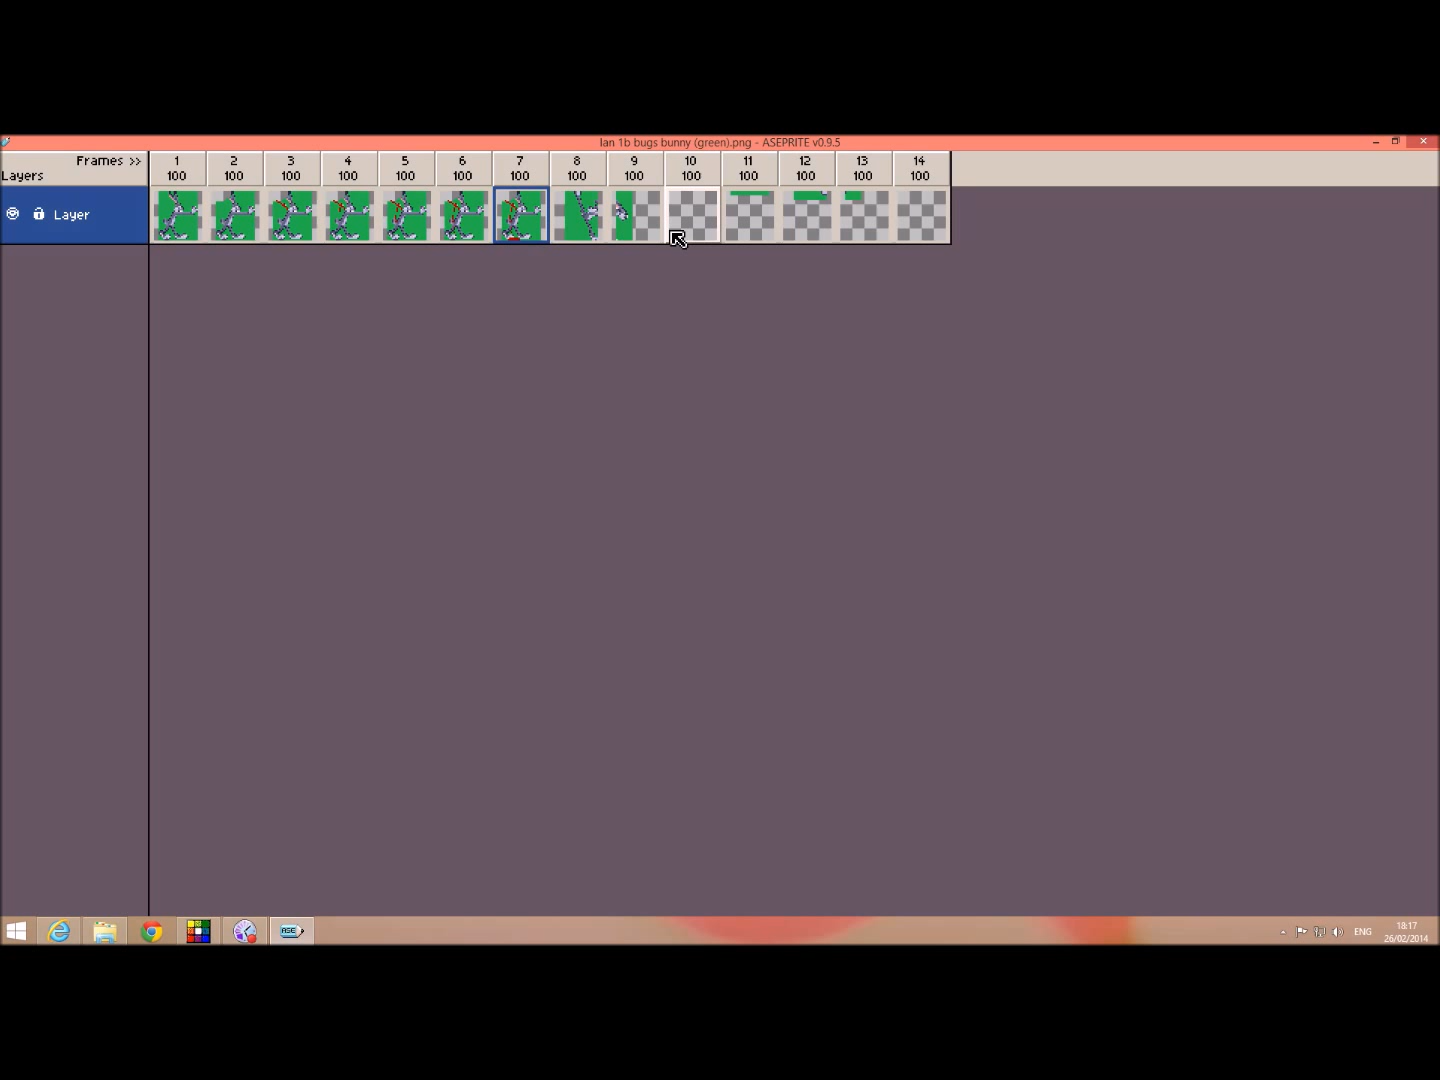 lan 1b bugs bunny (green).png - ASEPRITE v0.9.5
Frames >> 1 2 3 4 5 6 7 8 9 10 11 12 13 14
Layers 100 100 100 100 100 100 100 100 100 100 100 100 100 100
Layer
ASE
ENG
18:17
26/02/2014